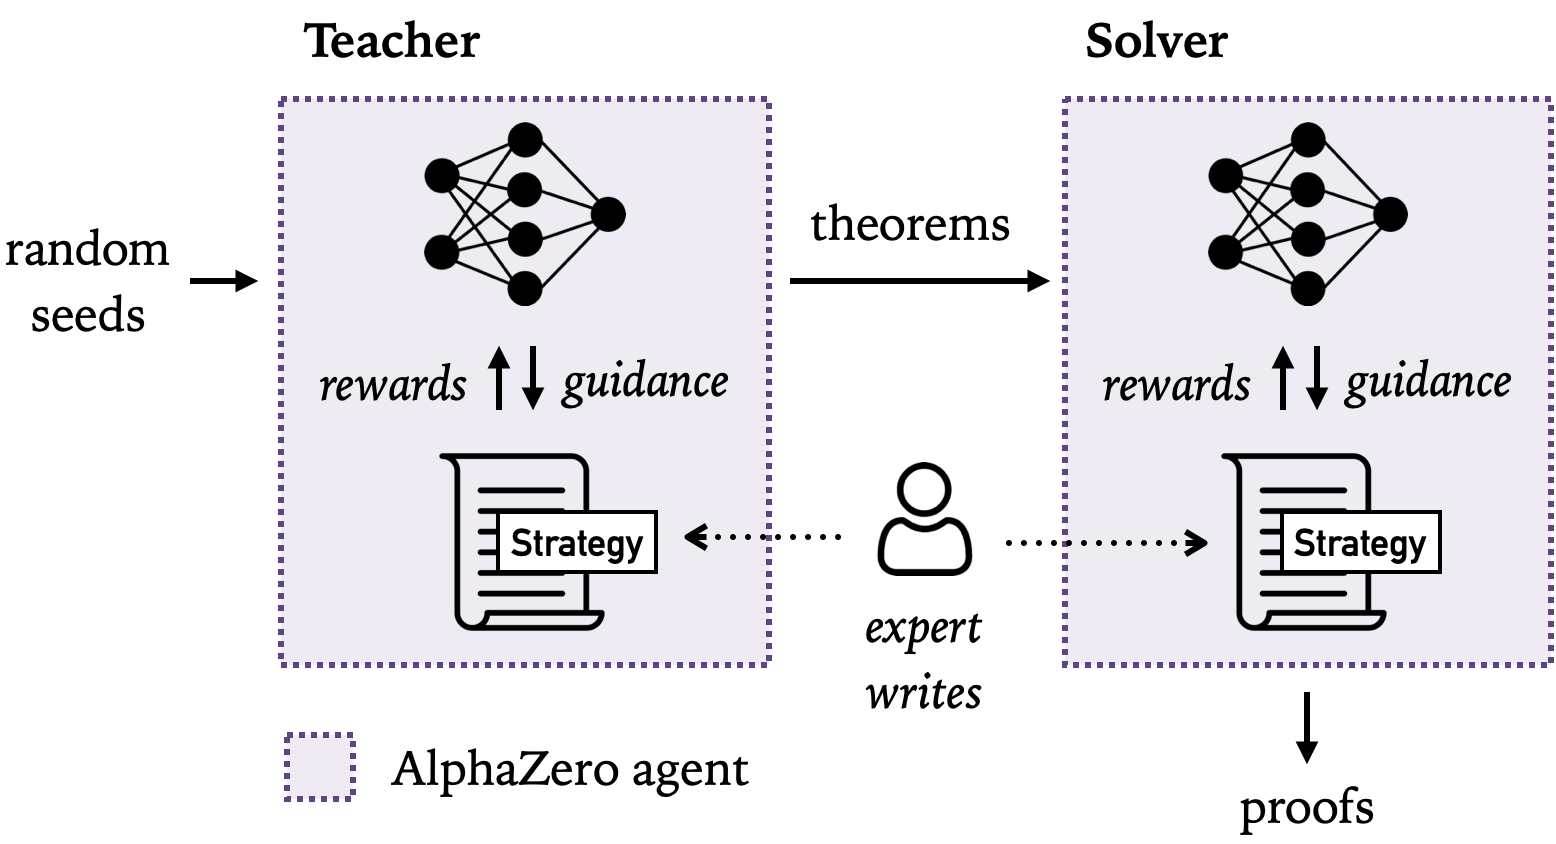 Teacher
Solver
random
seeds
theorems
rewards
guidance
rewards
guidance
Strategy
Strategy
expert
writes
AlphaZero agent
proofs